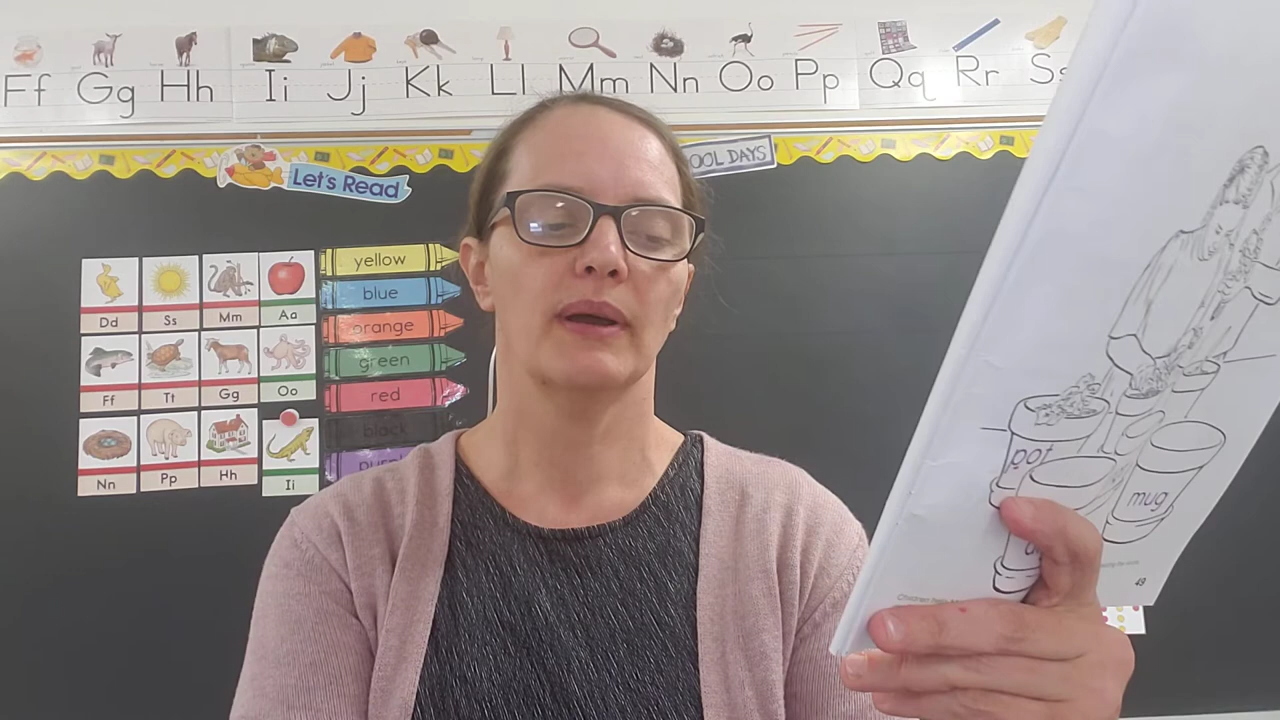 Ff Gg Hh Ii Jj Kk Ll Mm Nn Oo Pp Qq Rr Ss
OOL DAYS
Let's Read
yellow
blue
orange
green
red
black
purpl
Dd Ss Mm Aa
Ff Tt Gg Oo
Nn Pp Hh Ii
pot
mug
49